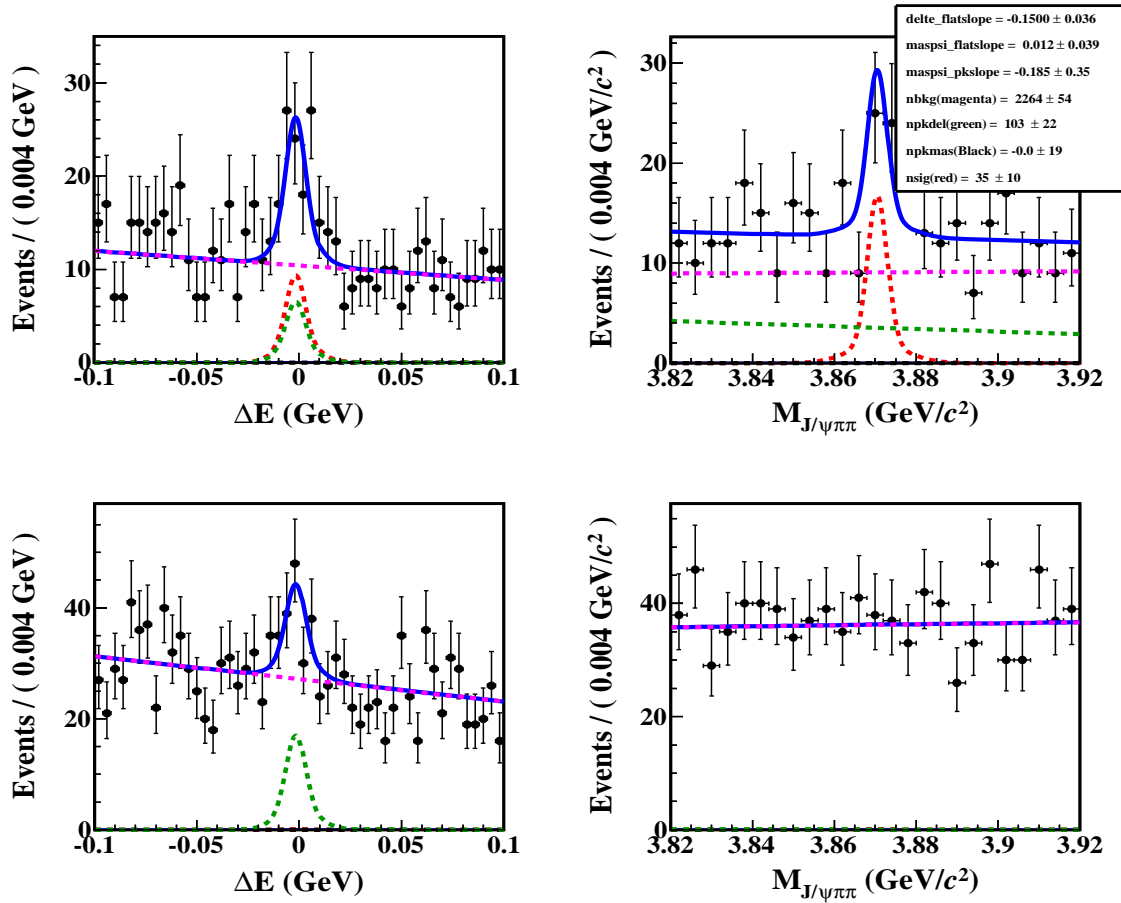 Events / ( 0.004 GeV )
30
20
10
0
-0.1
-0.05
0
0.05
0.1
ΔE (GeV)
Events / ( 0.004 GeV/c²
30
20
10
0
3.82
3.84
3.86
3.88
3.9
3.92
M_J/ψππ (GeV/c²)
delte_flatslope = -0.1500 ± 0.036
maspsi_flatslope = 0.012 ± 0.039
maspsi_pkslope = -0.185 ± 0.35
nbkg(magenta) = 2264 ± 54
npkdel(green) = 103 ± 22
npkmas(Black) = -0.0 ± 19
nsig(red) = 35 ± 10
Events / ( 0.004 GeV )
40
20
0
-0.1
-0.05
0
0.05
0.1
ΔE (GeV)
Events / ( 0.004 GeV/c² )
40
20
0
3.82
3.84
3.86
3.88
3.9
3.92
M_J/ψππ (GeV/c²)